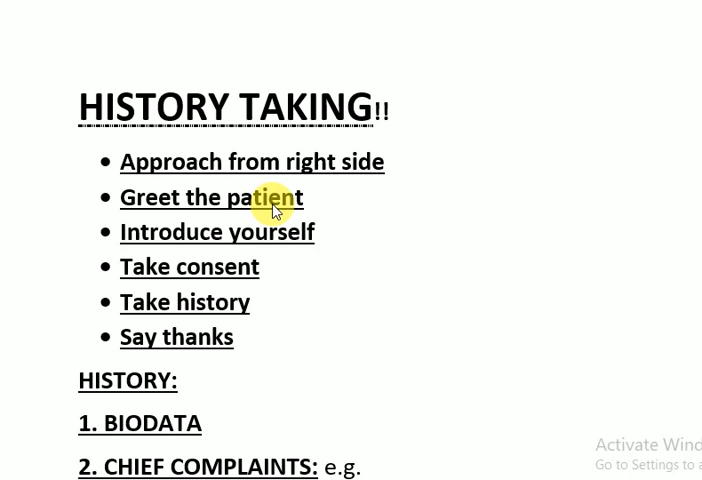 HISTORY TAKING!!
• Approach from right side
• Greet the patient
• Introduce yourself
• Take consent
• Take history
• Say thanks
HISTORY:
1. BIODATA
2. CHIEF COMPLAINTS: e.g.
Activate Wind
Go to Settings to a